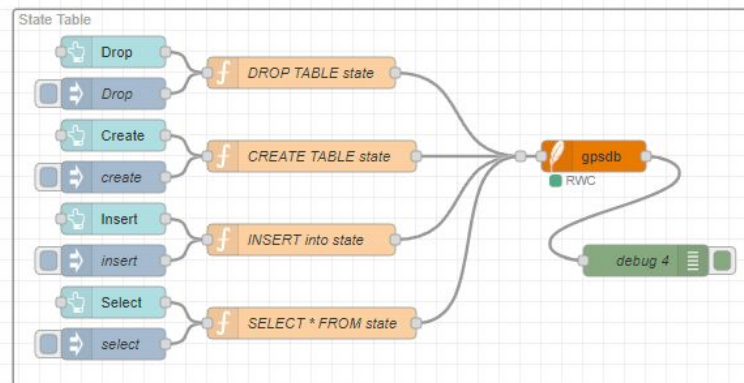 State Table
Drop
DROP TABLE state
Drop
Create
CREATE TABLE state
gpsdb
create
RWC
Insert
INSERT into state
insert
debug 4
Select
SELECT * FROM state
select